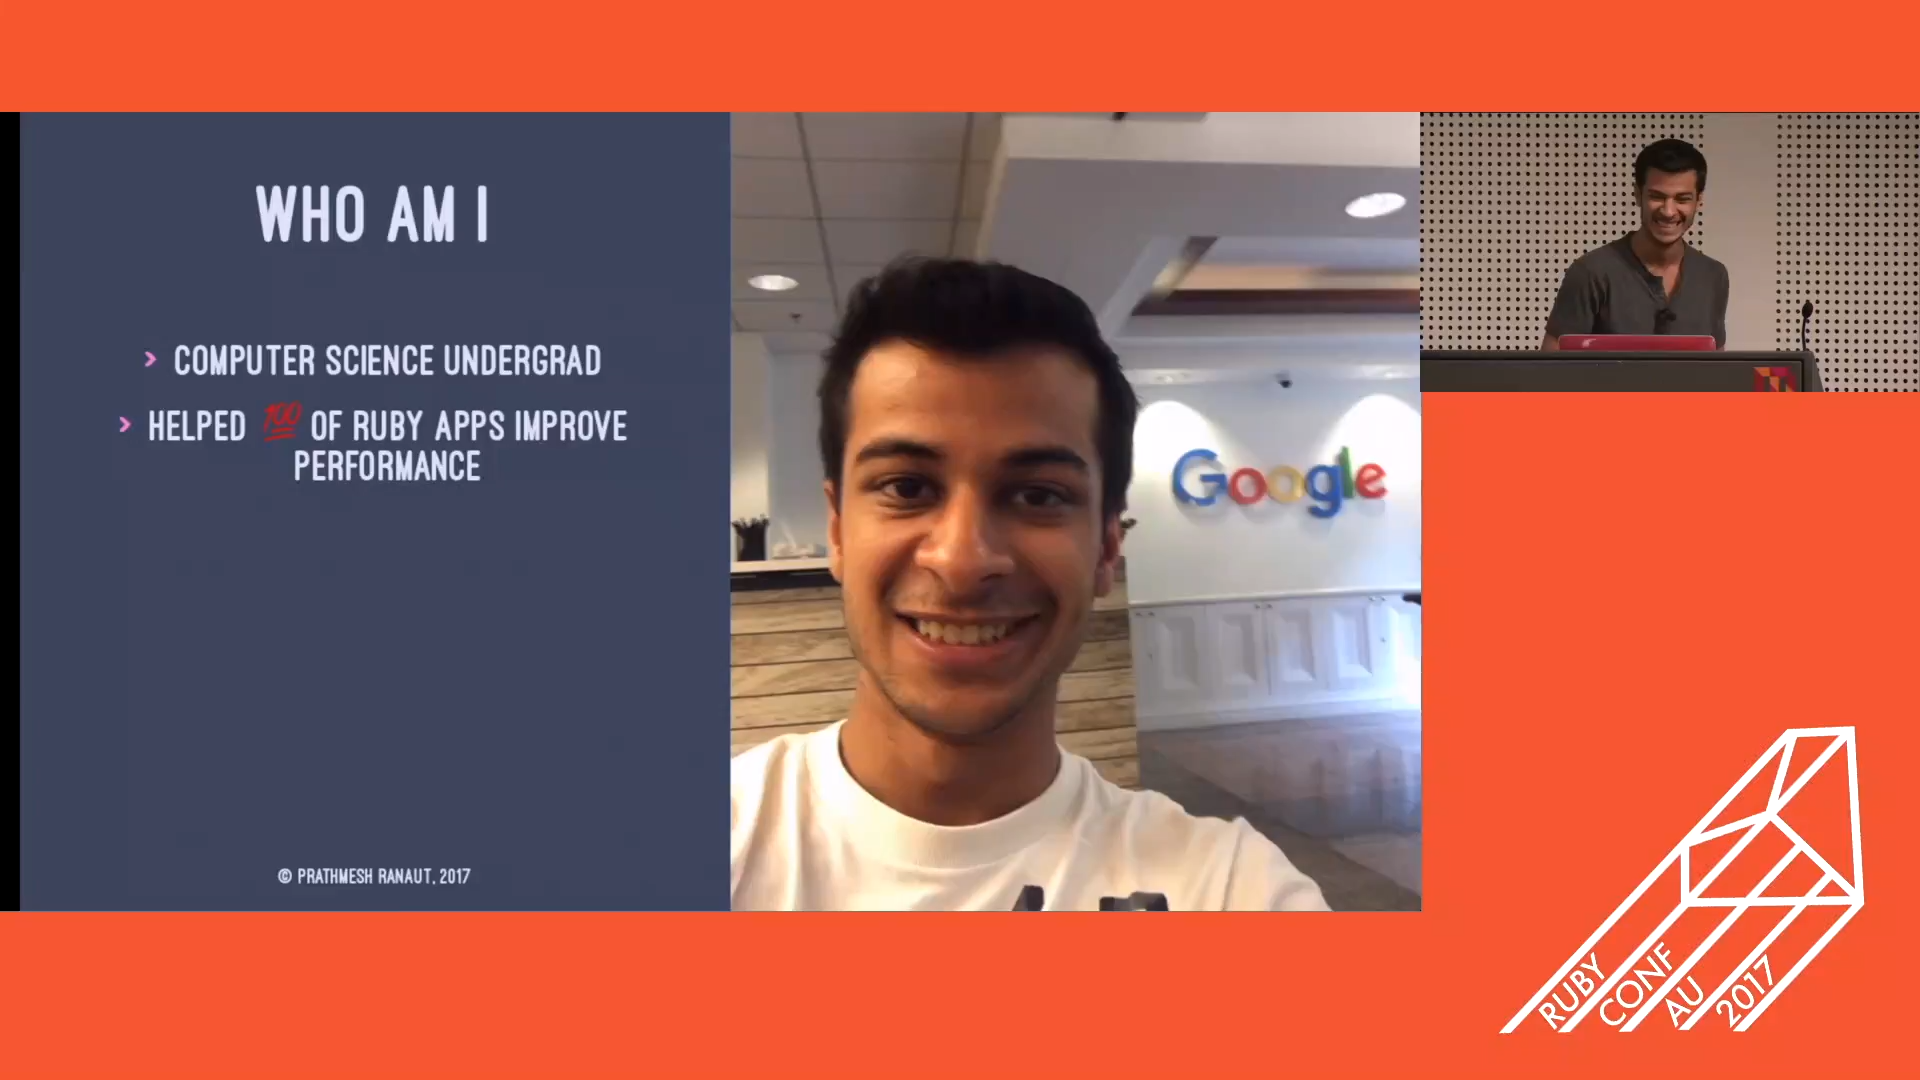 WHO AM I
> COMPUTER SCIENCE UNDERGRAD
> HELPED 💯 OF RUBY APPS IMPROVE
PERFORMANCE
© PRATHMESH RANAUT, 2017
Google
RUBY
CONF
AU
2017